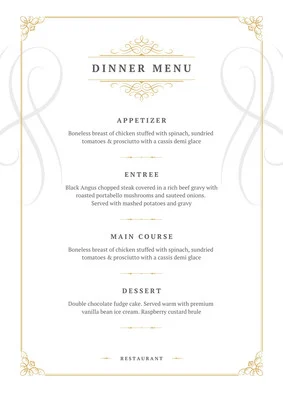 DINNER MENU
APPETIZER
Boneless breast of chicken stuffed with spinach, sundried
tomatoes & prosciutto with a cassis demi glace
ENTREE
Black Angus chopped steak covered in a rich beef gravy with
roasted portabello mushrooms and sauteed onions.
Served with mashed potatoes and gravy
MAIN COURSE
Boneless breast of chicken stuffed with spinach, sundried
tomatoes & prosciutto with a cassis demi glace
DESSERT
Double chocolate fudge cake. Served warm with premium
vanilla bean ice cream. Raspberry custard brule
RESTAURANT